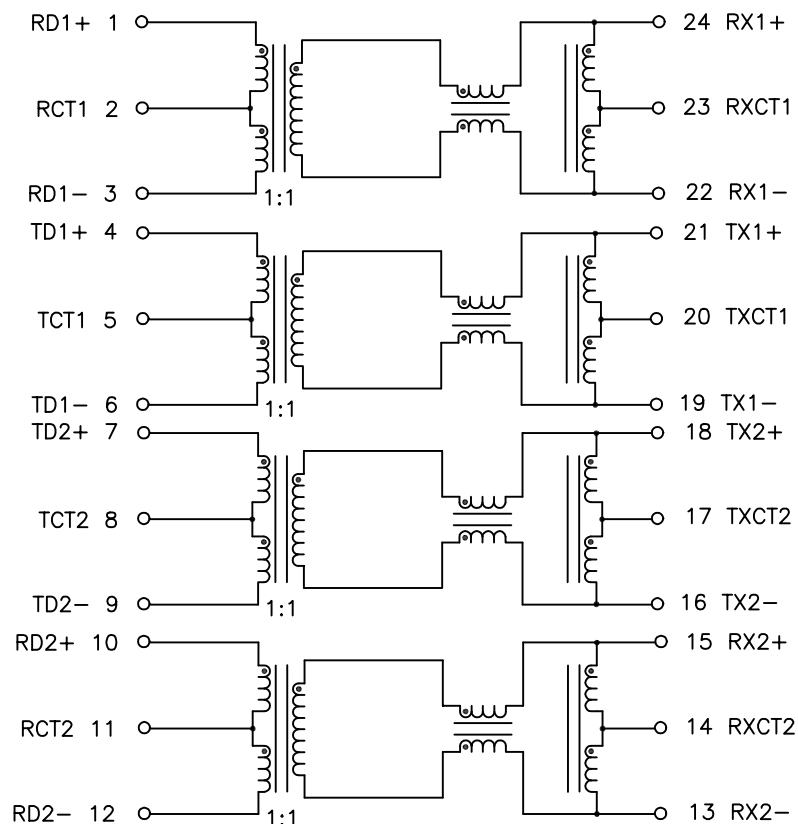 RD1+ 1
24 RX1+
RCT1 2
23 RXCT1
RD1- 3
1:1
22 RX1-
TD1+ 4
21 TX1+
TCT1 5
20 TXCT1
TD1- 6
1:1
19 TX1-
TD2+ 7
18 TX2+
TCT2 8
17 TXCT2
TD2- 9
1:1
16 TX2-
RD2+ 10
15 RX2+
RCT2 11
14 RXCT2
RD2- 12
1:1
13 RX2-